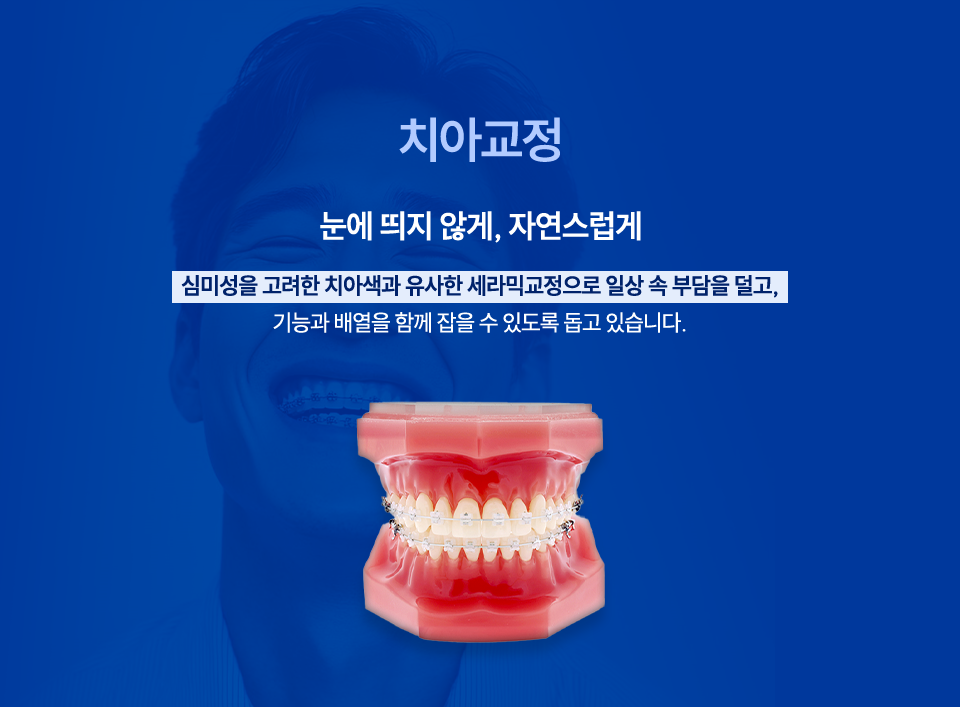 치아교정
눈에 띄지 않게, 자연스럽게
심미성을 고려한 치아색과 유사한 세라믹교정으로 일상 속 부담을 덜고,
기능과 배열을 함께 잡을 수 있도록 돕고 있습니다.